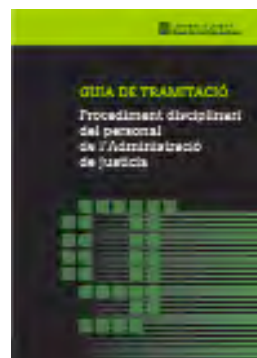 GUIA DE TRAMITACIÓ
Procediment disciplinari
del personal
de l'Administració
de justícia